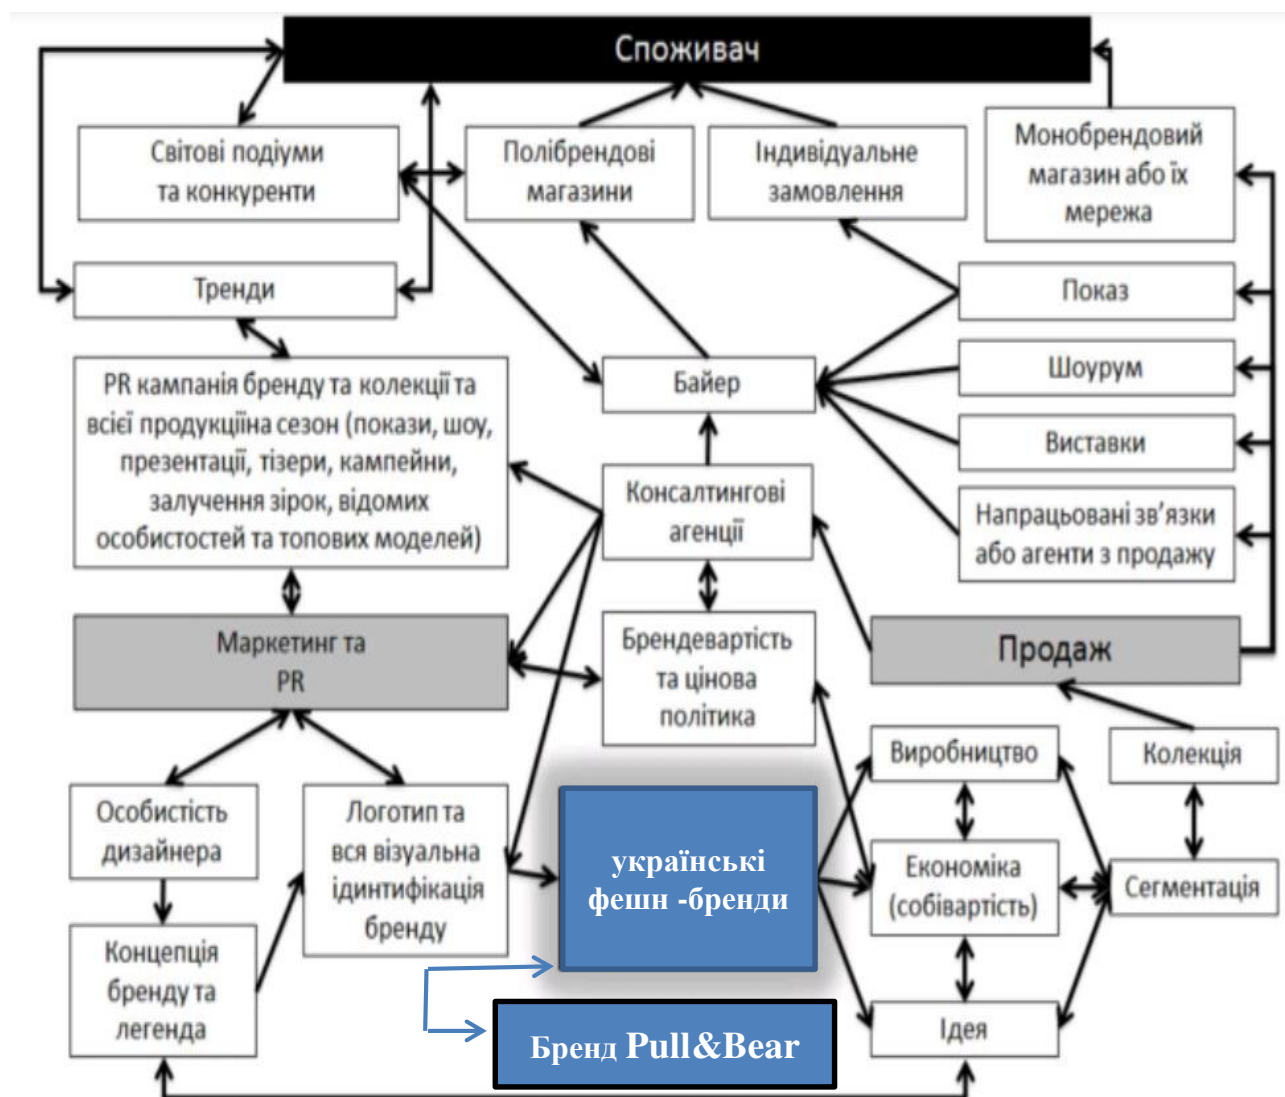 Споживач
Світові подіуми
та конкуренти
Полібрендові
магазини
Індивідуальне
замовлення
Монобрендовий
магазин або їх
мережа
Тренди
Показ
PR кампанія бренду та колекції та
всієї продукціїна сезон (покази, шоу,
презентації, тізери, кампейни,
залучення зірок, відомих
особистостей та топових моделей)
Байер
Шоурум
Виставки
Консалтингові
агенції
Напрацьовані зв’язки
або агенти з продажу
Маркетинг та
PR
Брендевартість
та цінова
політика
Продаж
Виробництво
Колекція
Особистість
дизайнера
Логотип та
вся візуальна
ідинтифікація
бренду
українські
фешн -бренди
Економіка
(собівартість)
Сегментація
Концепція
бренду та
легенда
Бренд Pull&Bear
Ідея